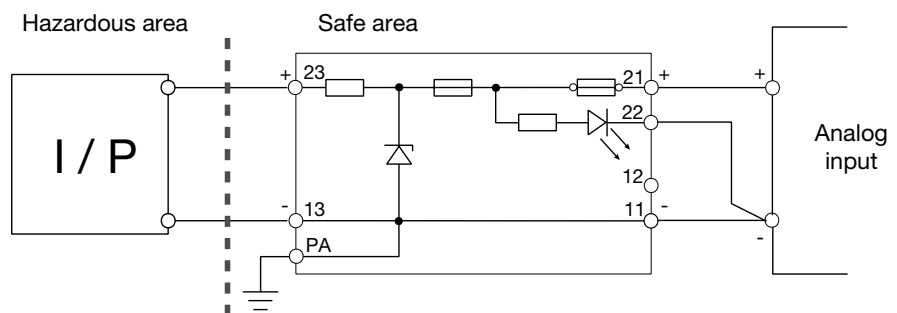 Hazardous area
Safe area
I / P
+
23
21
+
+
22
Analog
input
12
-
13
11
-
-
PA